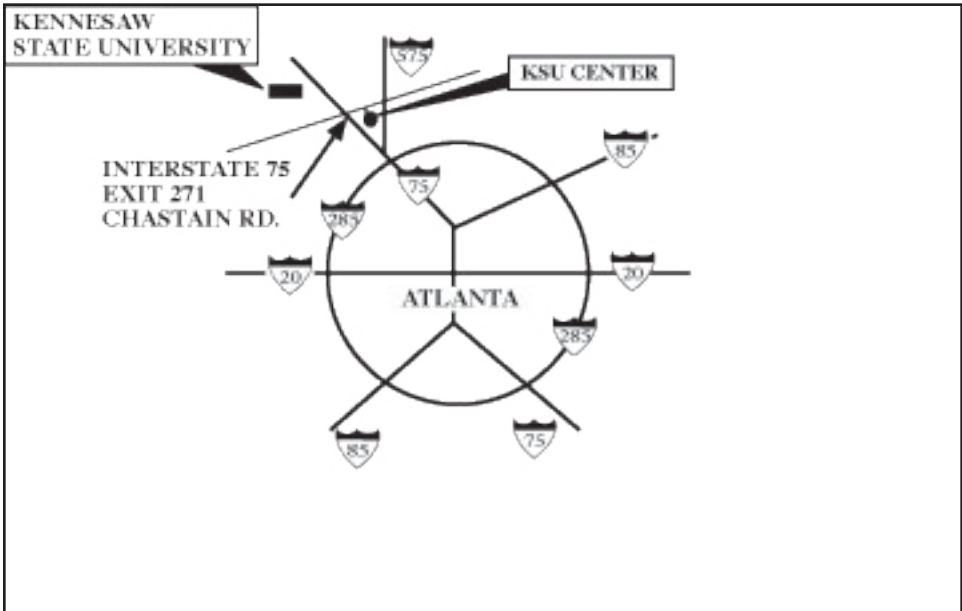 KENNESAW
STATE UNIVERSITY
575
KSU CENTER
85
INTERSTATE 75
EXIT 271
CHASTAIN RD.
75
285
20
20
ATLANTA
285
85
75